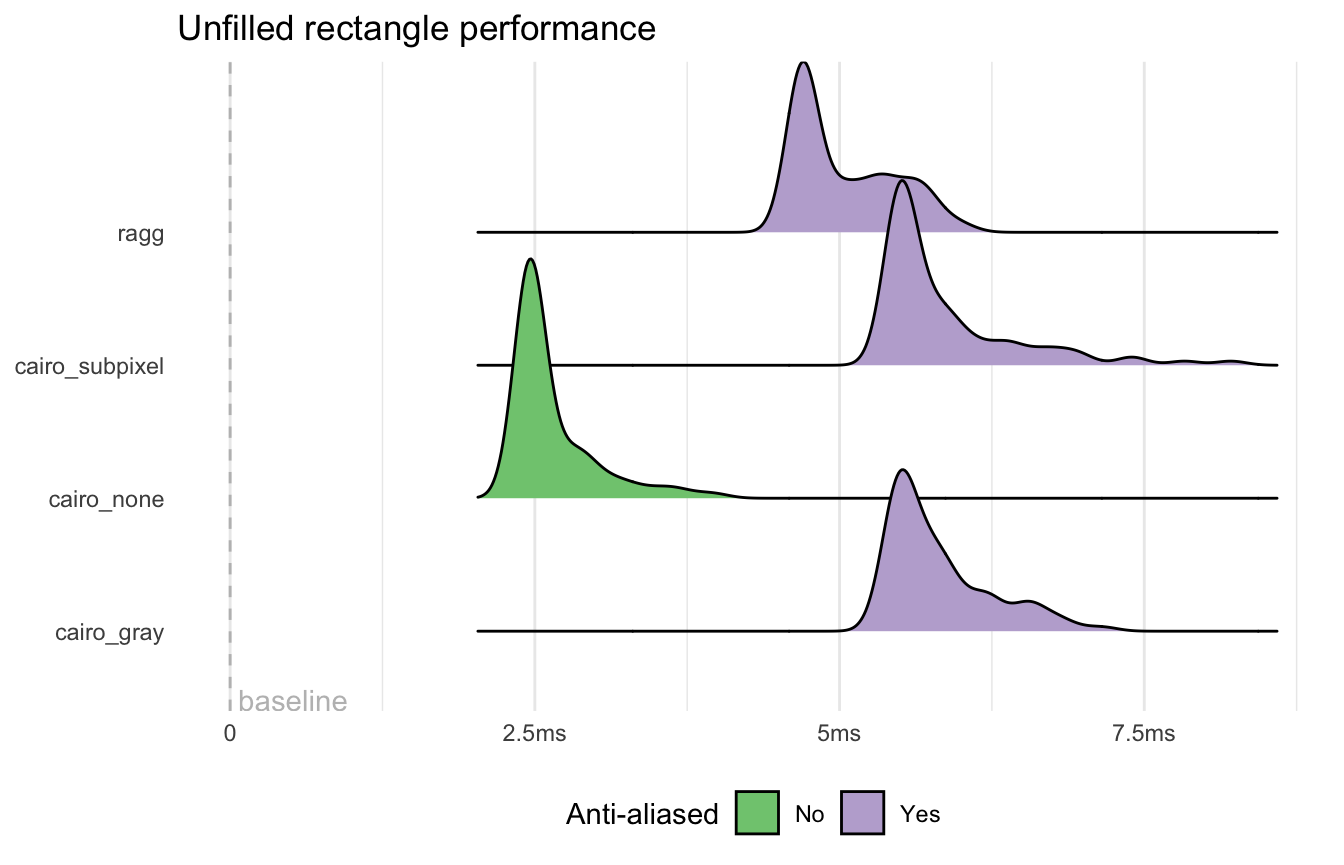 Unfilled rectangle performance
ragg
cairo_subpixel
cairo_none
cairo_gray
baseline
0 2.5ms 5ms 7.5ms
Anti-aliased No Yes